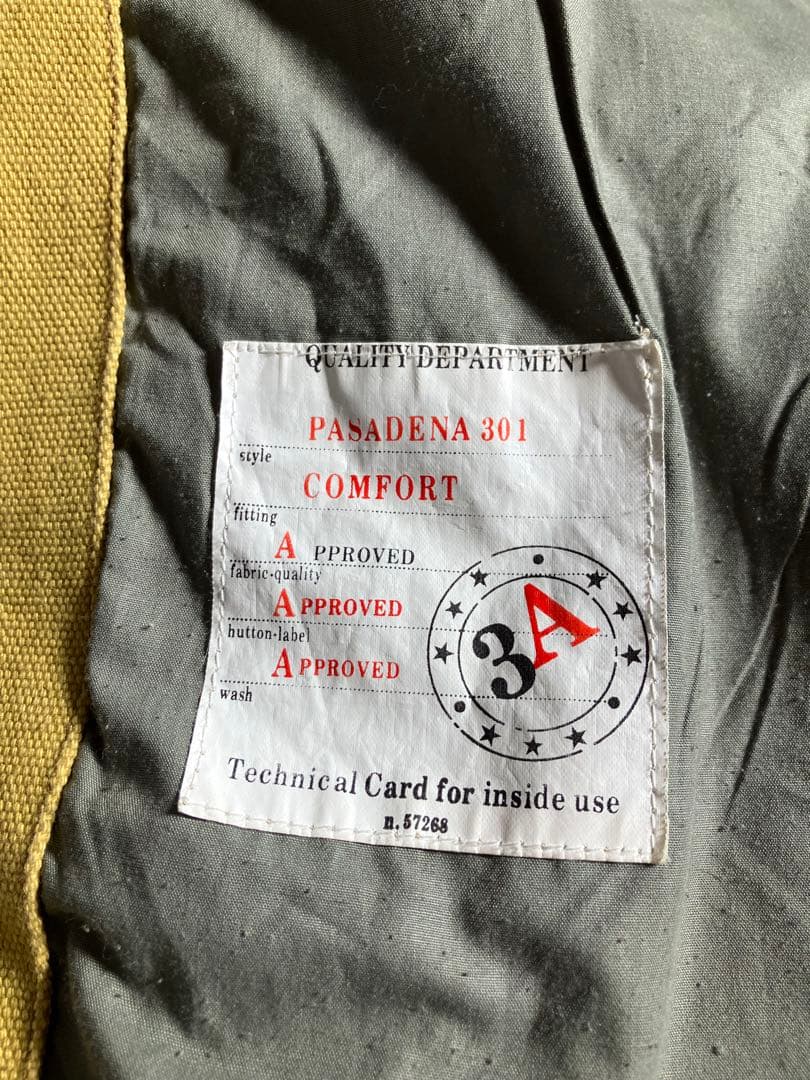 QUALITY DEPARTMENT
PASADENA 301
style
COMFORT
fitting
A PPROVED
fabric-quality
APPROVED
hutton-label
APPROVED
wash
3A
Technical Card for inside use
n.57268